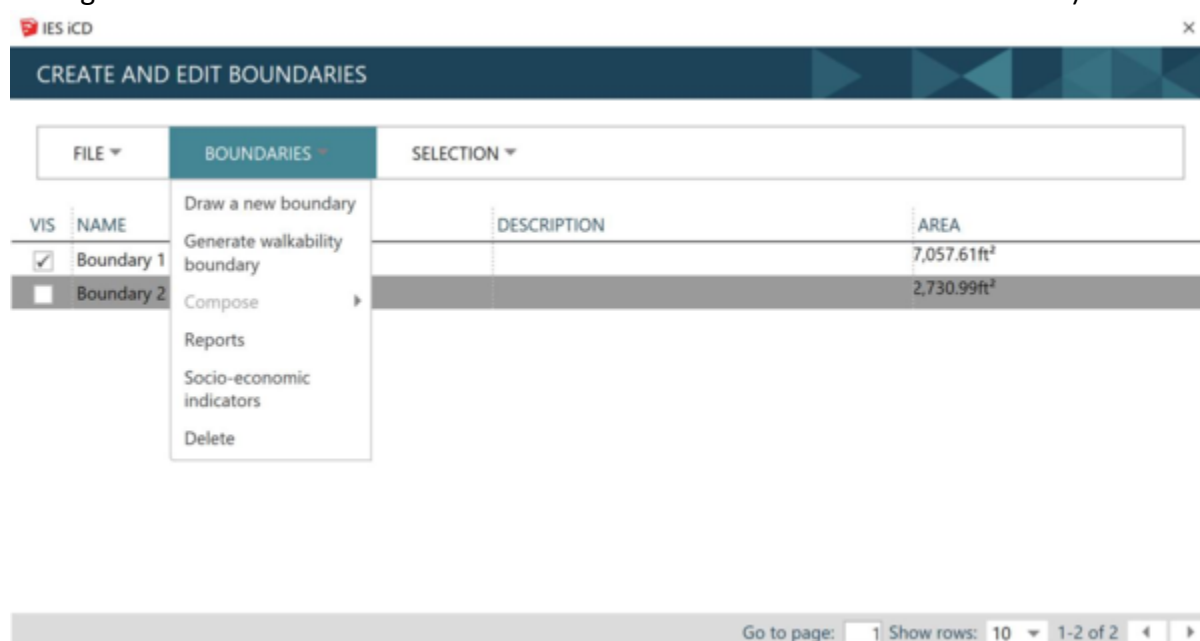 IES iCD
CREATE AND EDIT BOUNDARIES
FILE BOUNDARIES SELECTION
Draw a new boundary
Generate walkability
boundary
Compose
Reports
Socio-economic
indicators
Delete
VIS NAME DESCRIPTION AREA
Boundary 1 7,057.61ft²
Boundary 2 2,730.99ft²
Go to page: 1 Show rows: 10 1-2 of 2